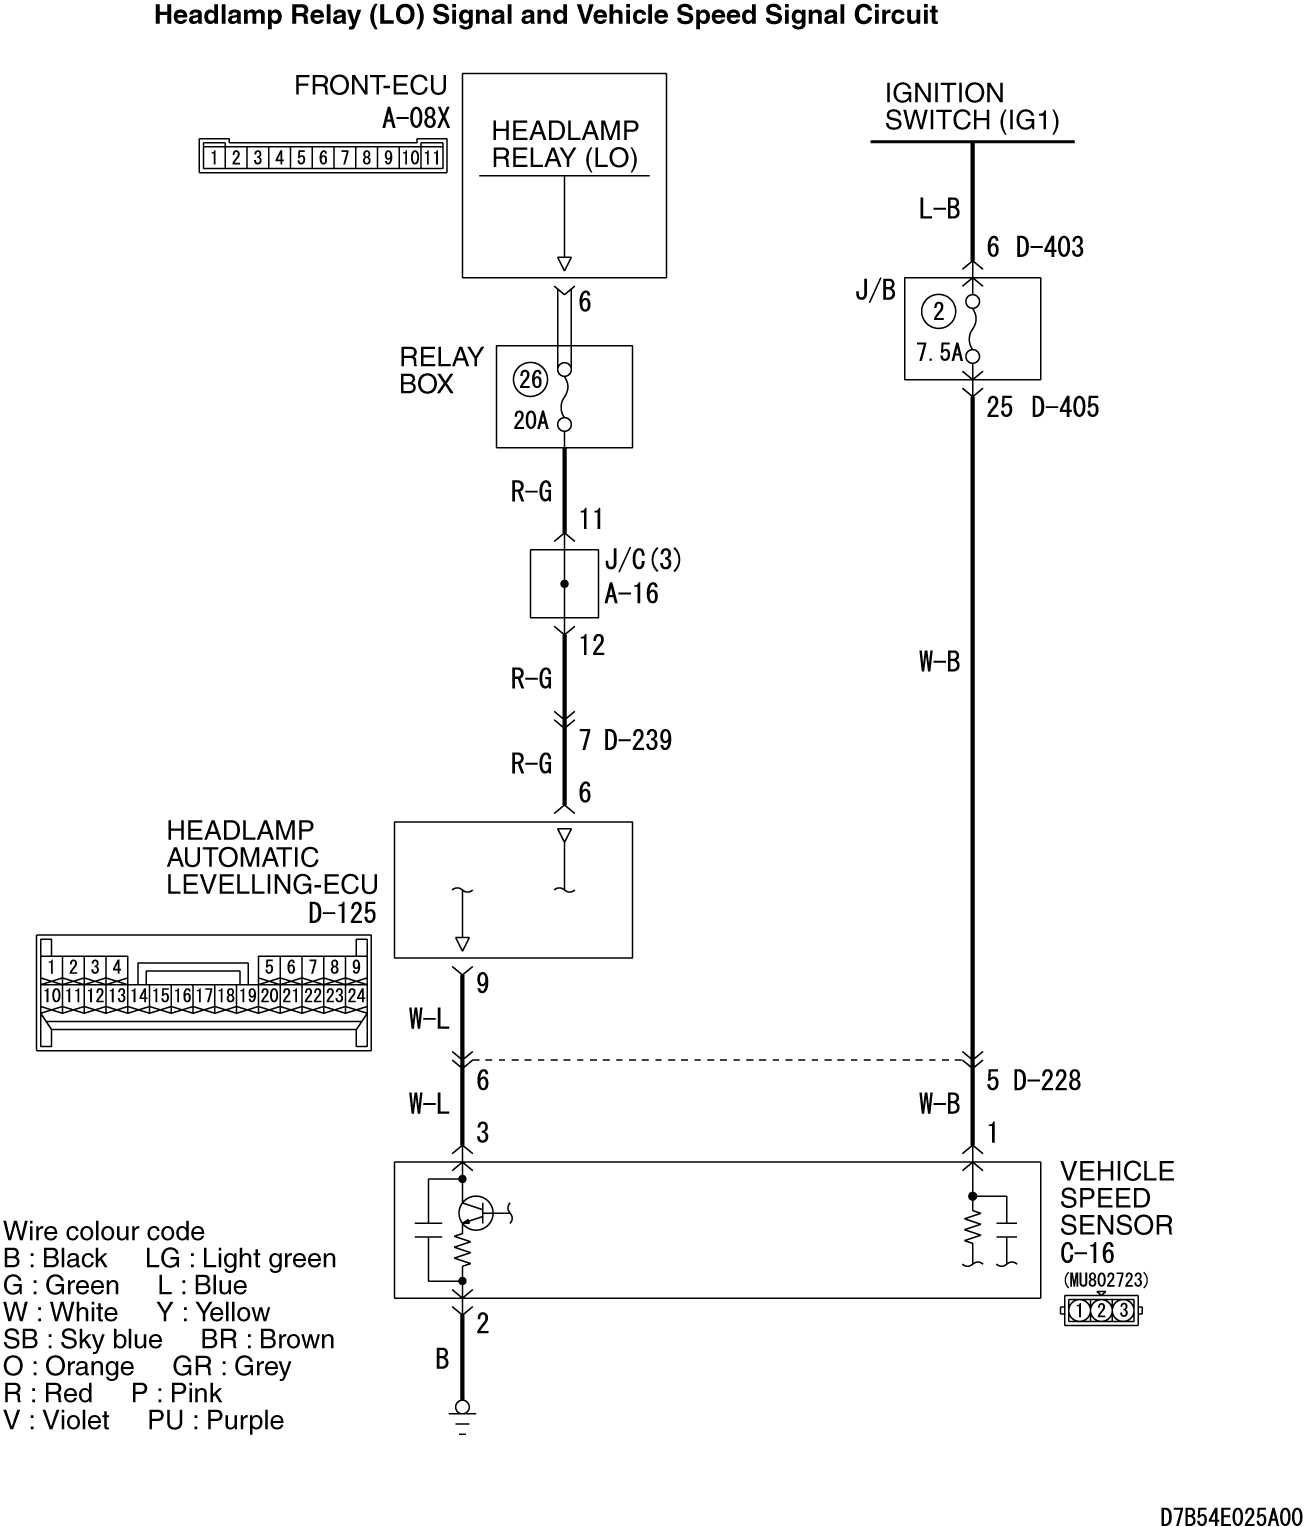 Headlamp Relay (LO) Signal and Vehicle Speed Signal Circuit
FRONT-ECU
A-08X
1 2 3 4 5 6 7 8 9 10 11
HEADLAMP
RELAY (LO)
IGNITION
SWITCH (IG1)
L-B
6 D-403
J/B
2
7.5A
25 D-405
6
RELAY
BOX
26
20A
R-G
11
J/C(3)
A-16
12
R-G
W-B
7 D-239
R-G
6
HEADLAMP
AUTOMATIC
LEVELLING-ECU
D-125
1 2 3 4 5 6 7 8 9
10 11 12 13 14 15 16 17 18 19 20 21 22 23 24
9
W-L
6
5 D-228
W-L
W-B
3
1
VEHICLE
SPEED
SENSOR
C-16
(MU802723)
1 2 3
2
B
Wire colour code
B : Black LG : Light green
G : Green L : Blue
W : White Y : Yellow
SB : Sky blue BR : Brown
O : Orange GR : Grey
R : Red P : Pink
V : Violet PU : Purple
D7B54E025A00